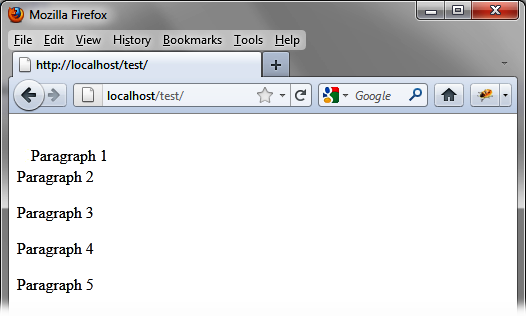 Mozilla Firefox
File Edit View History Bookmarks Tools Help
http://localhost/test/
localhost/test/ Google
Paragraph 1
Paragraph 2
Paragraph 3
Paragraph 4
Paragraph 5